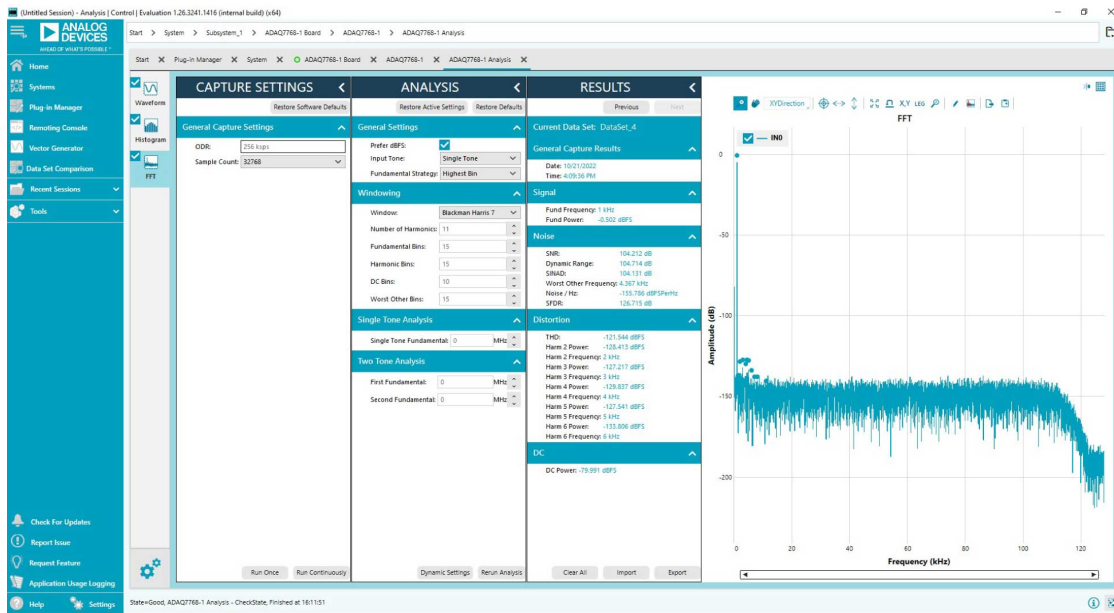 (Untitled Session) - Analysis | Control | Evaluation 1.26.3241.1416 (internal build) (x64)
ANALOG
DEVICES
AHEAD OF WHAT'S POSSIBLE™
Start > System > Subsystem_1 > ADAQ7768-1 Board > ADAQ7768-1 > ADAQ7768-1 Analysis
Start Plug-in Manager System ADAQ7768-1 Board ADAQ7768-1 ADAQ7768-1 Analysis
Home
Systems
Plug-in Manager
Remoting Console
Vector Generator
Data Set Comparison
Recent Sessions
Tools
Check For Updates
Report Issue
Request Feature
Application Usage Logging
Help Settings
Waveform
Histogram
FFT
CAPTURE SETTINGS
Restore Software Defaults
General Capture Settings
ODR: 256 ksps
Sample Count: 32768
Run Once Run Continuously
ANALYSIS
Restore Active Settings Restore Defaults
General Settings
Prefer dBFS:
Input Tone: Single Tone
Fundamental Strategy: Highest Bin
Windowing
Window: Blackman Harris 7
Number of Harmonics: 11
Fundamental Bins: 15
Harmonic Bins: 15
DC Bins: 10
Worst Other Bins: 15
Single Tone Analysis
Single Tone Fundamental: 0 MHz
Two Tone Analysis
First Fundamental: 0 MHz
Second Fundamental: 0 MHz
Dynamic Settings Rerun Analysis
RESULTS
Previous Next
Current Data Set: DataSet_4
General Capture Results
Date: 10/21/2022
Time: 4:09:36 PM
Signal
Fund Frequency: 1 kHz
Fund Power: -0.502 dBFS
Noise
SNR: 104.212 dB
Dynamic Range: 104.714 dB
SINAD: 104.131 dB
Worst Other Frequency: 4.367 kHz
Noise / Hz: -155.786 dBFSPerHz
SFDR: 126.715 dB
Distortion
THD: -121.544 dBFS
Harm 2 Power: -128.413 dBFS
Harm 2 Frequency: 2 kHz
Harm 3 Power: -127.217 dBFS
Harm 3 Frequency: 3 kHz
Harm 4 Power: -129.837 dBFS
Harm 4 Frequency: 4 kHz
Harm 5 Power: -127.541 dBFS
Harm 5 Frequency: 5 kHz
Harm 6 Power: -133.806 dBFS
Harm 6 Frequency: 6 kHz
DC
DC Power: -79.991 dBFS
Clear All Import Export
XYDirection X,Y LEG
FFT
IN0
0
-50
-100
-150
-200
Amplitude (dB)
0 20 40 60 80 100 120
Frequency (kHz)
State=Good, ADAQ7768-1 Analysis - CheckState, Finished at 16:11:51